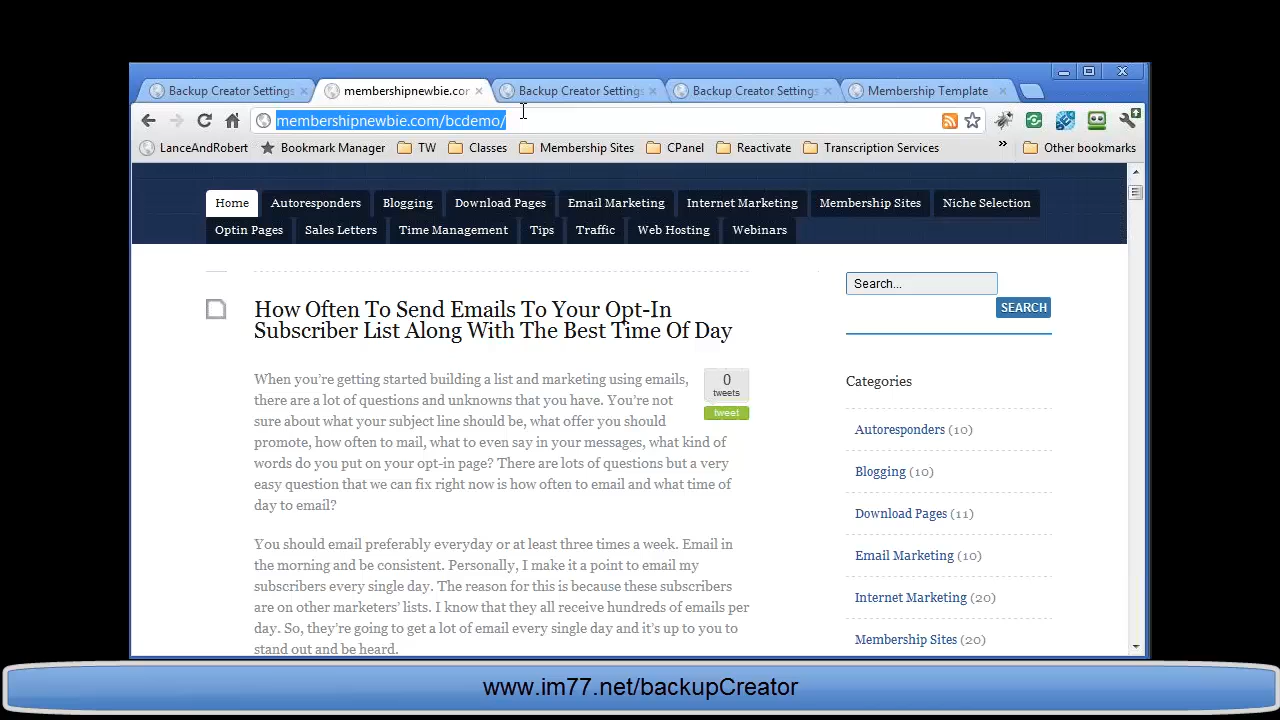 Backup Creator Settings
membershipnewbie.cor
Backup Creator Settings
Backup Creator Settings
Membership Template
membershipnewbie.com/bcdemo/
LanceAndRobert Bookmark Manager TW Classes Membership Sites CPanel Reactivate Transcription Services » Other bookmarks
Home Autoresponders Blogging Download Pages Email Marketing Internet Marketing Membership Sites Niche Selection
Optin Pages Sales Letters Time Management Tips Traffic Web Hosting Webinars
How Often To Send Emails To Your Opt-In
Subscriber List Along With The Best Time Of Day
0
tweets
tweet
When you're getting started building a list and marketing using emails,
there are a lot of questions and unknowns that you have. You're not
sure about what your subject line should be, what offer you should
promote, how often to mail, what to even say in your messages, what kind of
words do you put on your opt-in page? There are lots of questions but a very
easy question that we can fix right now is how often to email and what time of
day to email?
You should email preferably everyday or at least three times a week. Email in
the morning and be consistent. Personally, I make it a point to email my
subscribers every single day. The reason for this is because these subscribers
are on other marketers' lists. I know that they all receive hundreds of emails per
day. So, they're going to get a lot of email every single day and it's up to you to
stand out and be heard.
Search...
SEARCH
Categories
Autoresponders (10)
Blogging (10)
Download Pages (11)
Email Marketing (10)
Internet Marketing (20)
Membership Sites (20)
www.im77.net/backupCreator